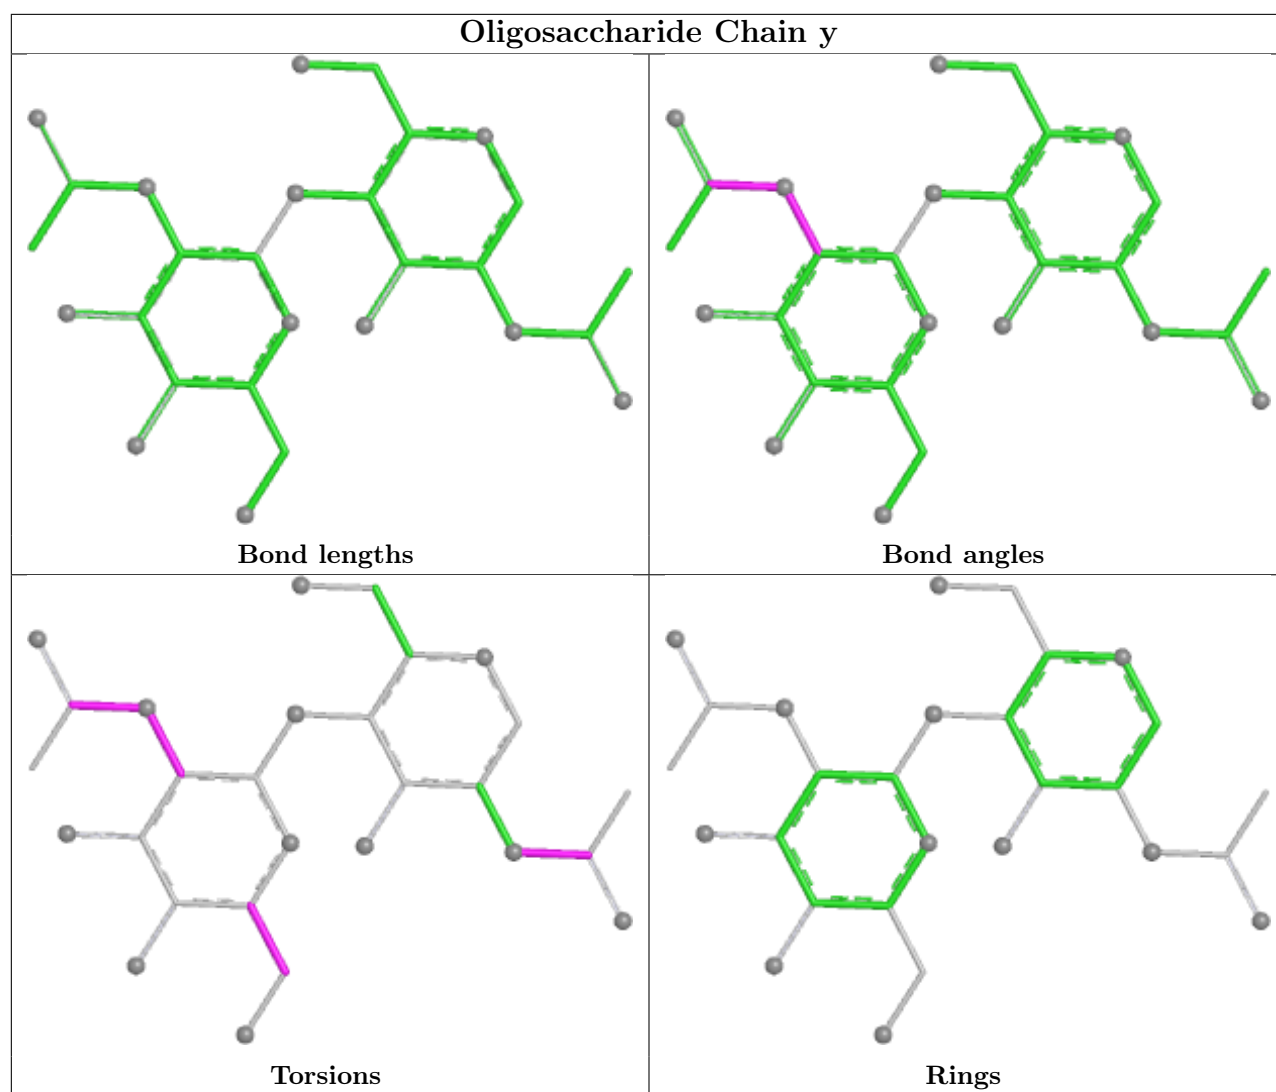 Oligosaccharide Chain y
Bond lengths
Bond angles
Torsions
Rings